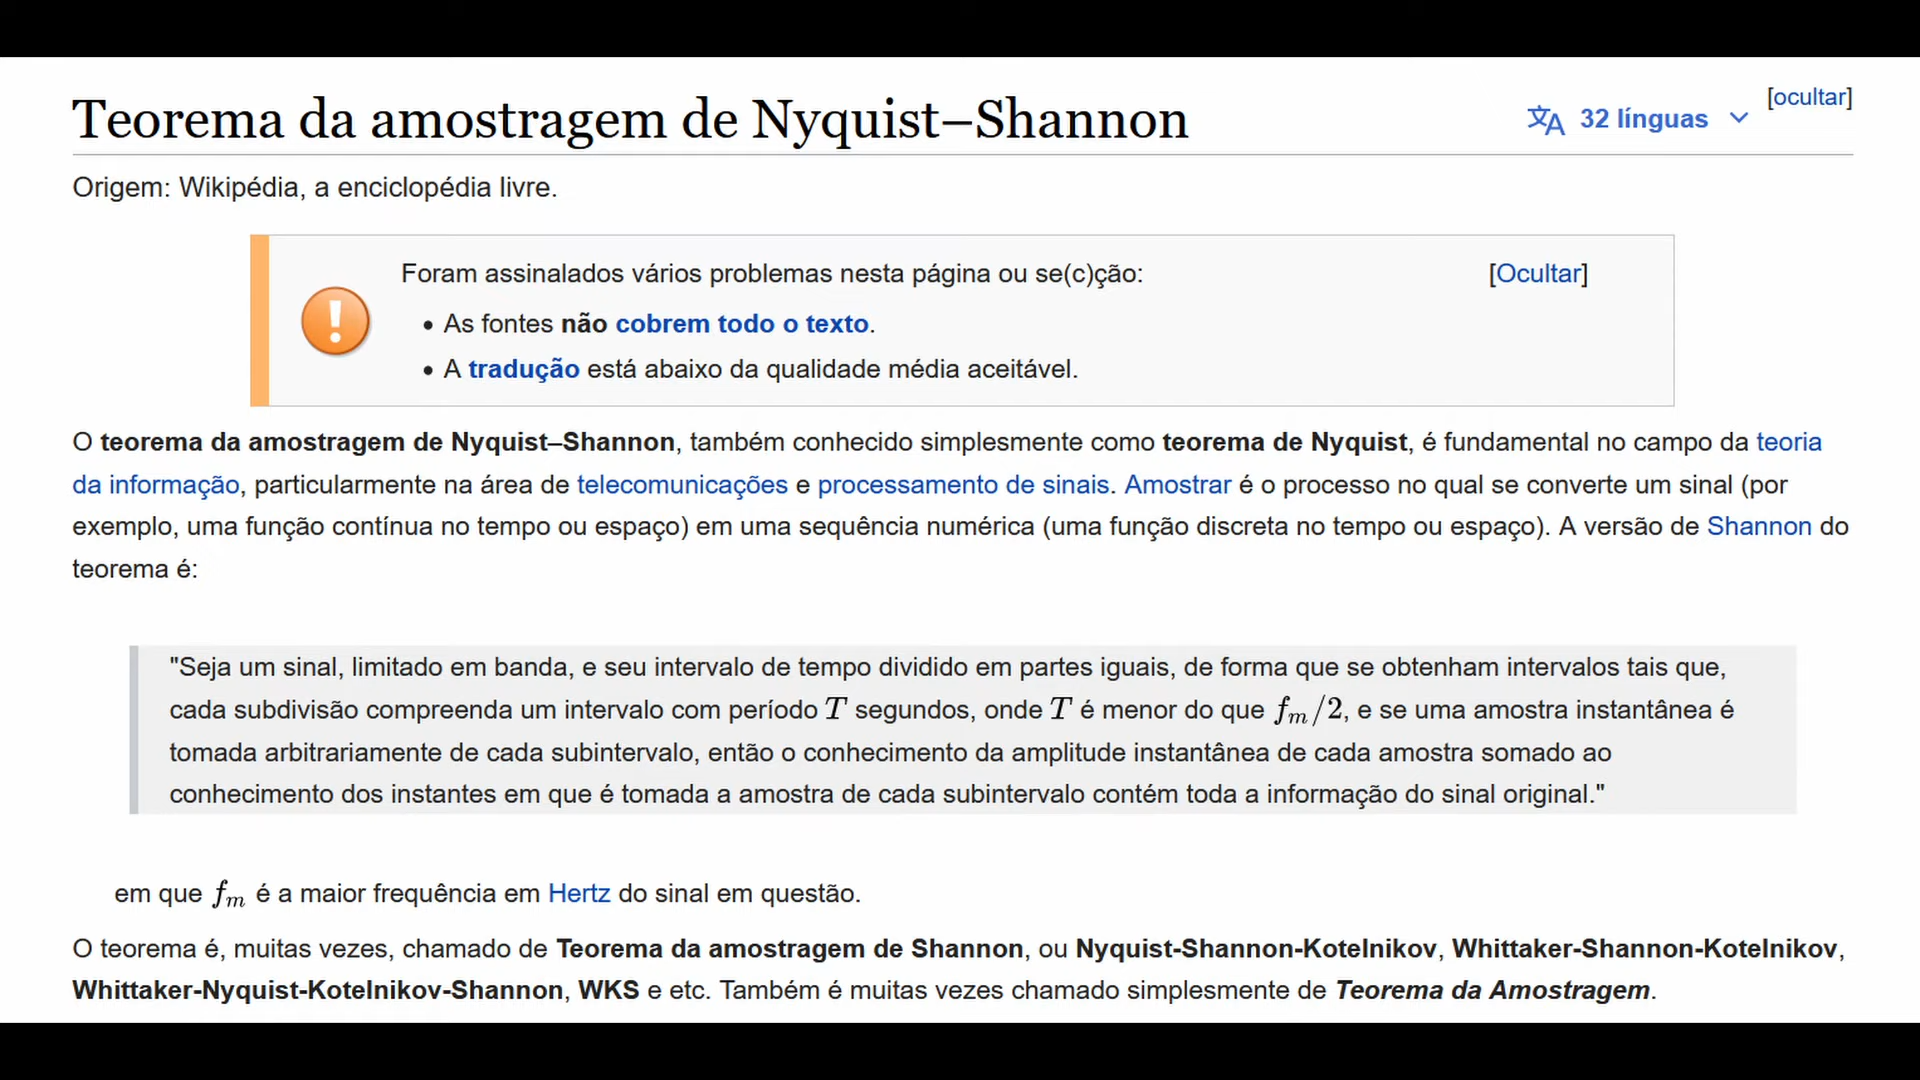 Teorema da amostragem de Nyquist–Shannon
32 línguas
[ocultar]
Origem: Wikipédia, a enciclopédia livre.
Foram assinalados vários problemas nesta página ou se(c)ção:
[Ocultar]
• As fontes não cobrem todo o texto.
• A tradução está abaixo da qualidade média aceitável.
O teorema da amostragem de Nyquist–Shannon, também conhecido simplesmente como teorema de Nyquist, é fundamental no campo da teoria
da informação, particularmente na área de telecomunicações e processamento de sinais. Amostrar é o processo no qual se converte um sinal (por
exemplo, uma função contínua no tempo ou espaço) em uma sequência numérica (uma função discreta no tempo ou espaço). A versão de Shannon do
teorema é:
"Seja um sinal, limitado em banda, e seu intervalo de tempo dividido em partes iguais, de forma que se obtenham intervalos tais que,
cada subdivisão compreenda um intervalo com período T segundos, onde T é menor do que fₘ/2, e se uma amostra instantânea é
tomada arbitrariamente de cada subintervalo, então o conhecimento da amplitude instantânea de cada amostra somado ao
conhecimento dos instantes em que é tomada a amostra de cada subintervalo contém toda a informação do sinal original."
em que fₘ é a maior frequência em Hertz do sinal em questão.
O teorema é, muitas vezes, chamado de Teorema da amostragem de Shannon, ou Nyquist-Shannon-Kotelnikov, Whittaker-Shannon-Kotelnikov,
Whittaker-Nyquist-Kotelnikov-Shannon, WKS e etc. Também é muitas vezes chamado simplesmente de Teorema da Amostragem.